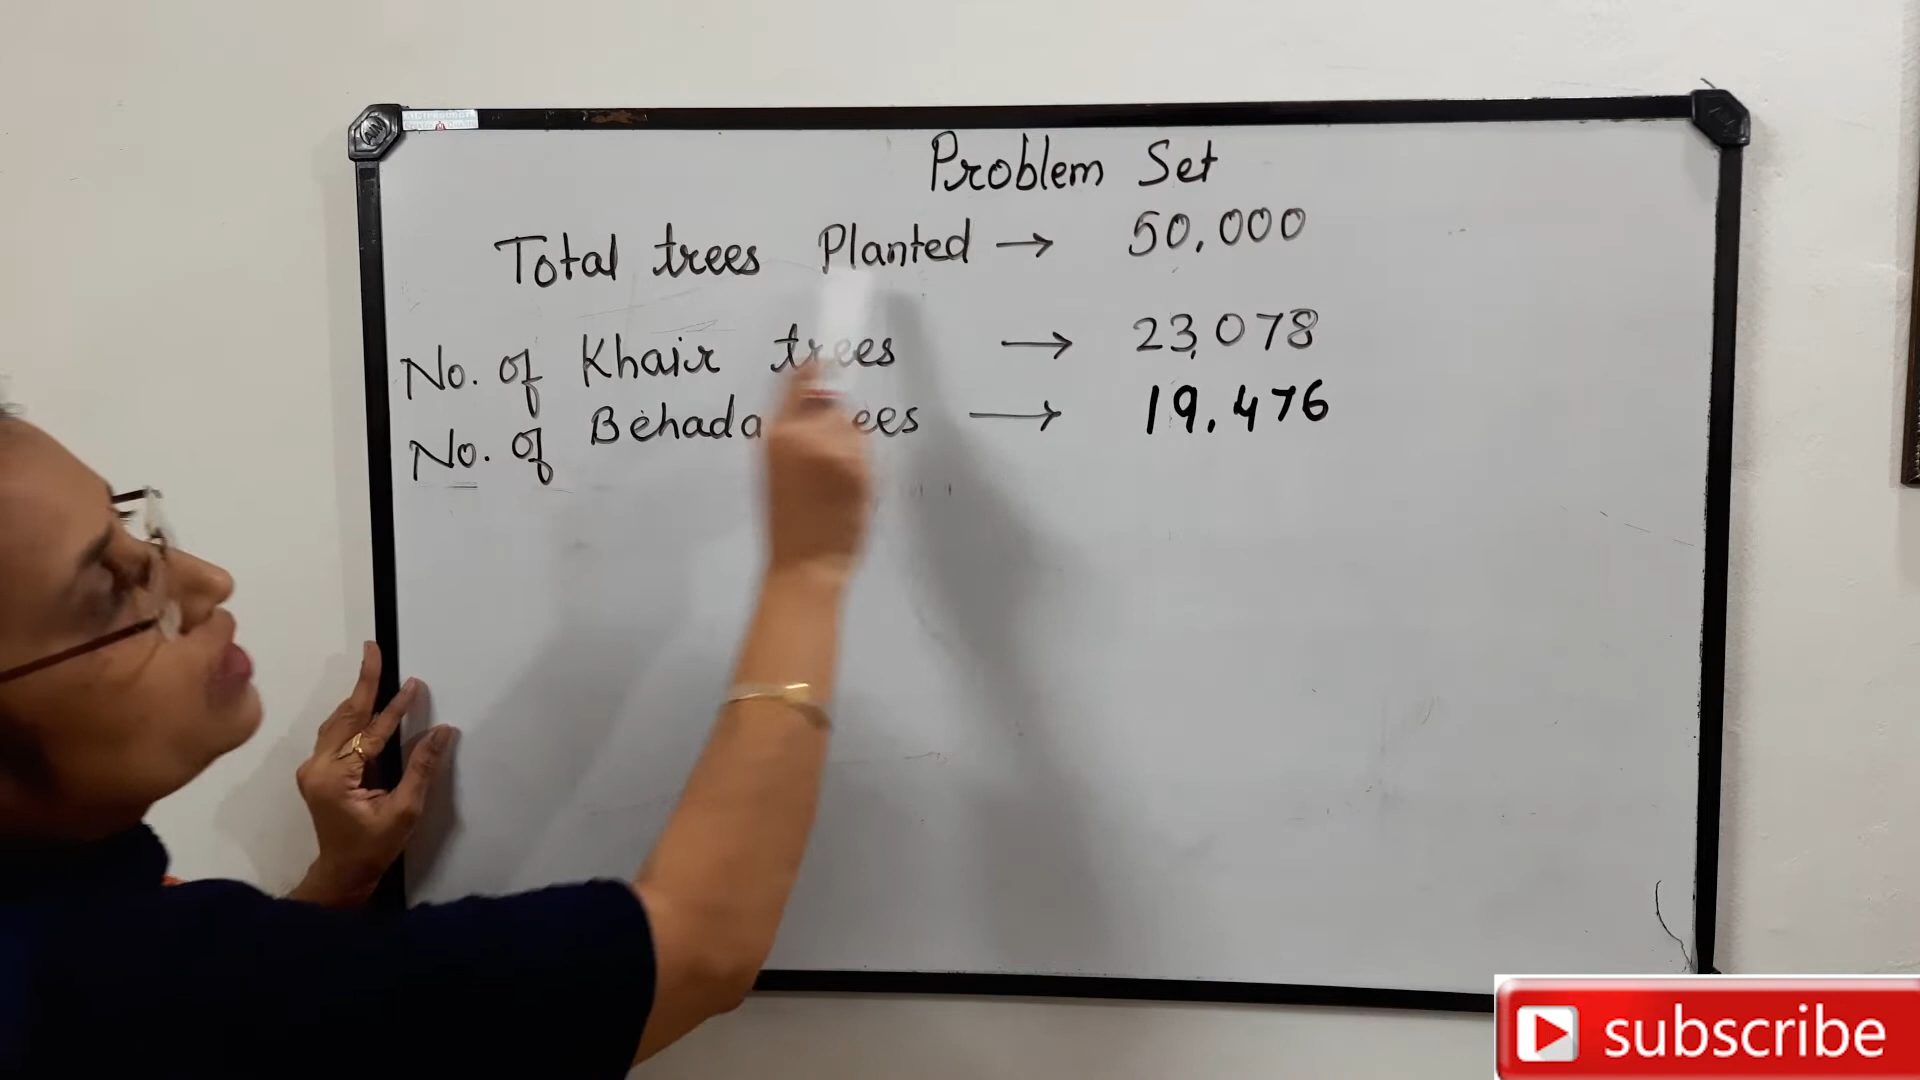 Problem Set
Total trees Planted → 50,000
No. of Khair trees → 23,078
No. of Behada → 19,476
subscribe